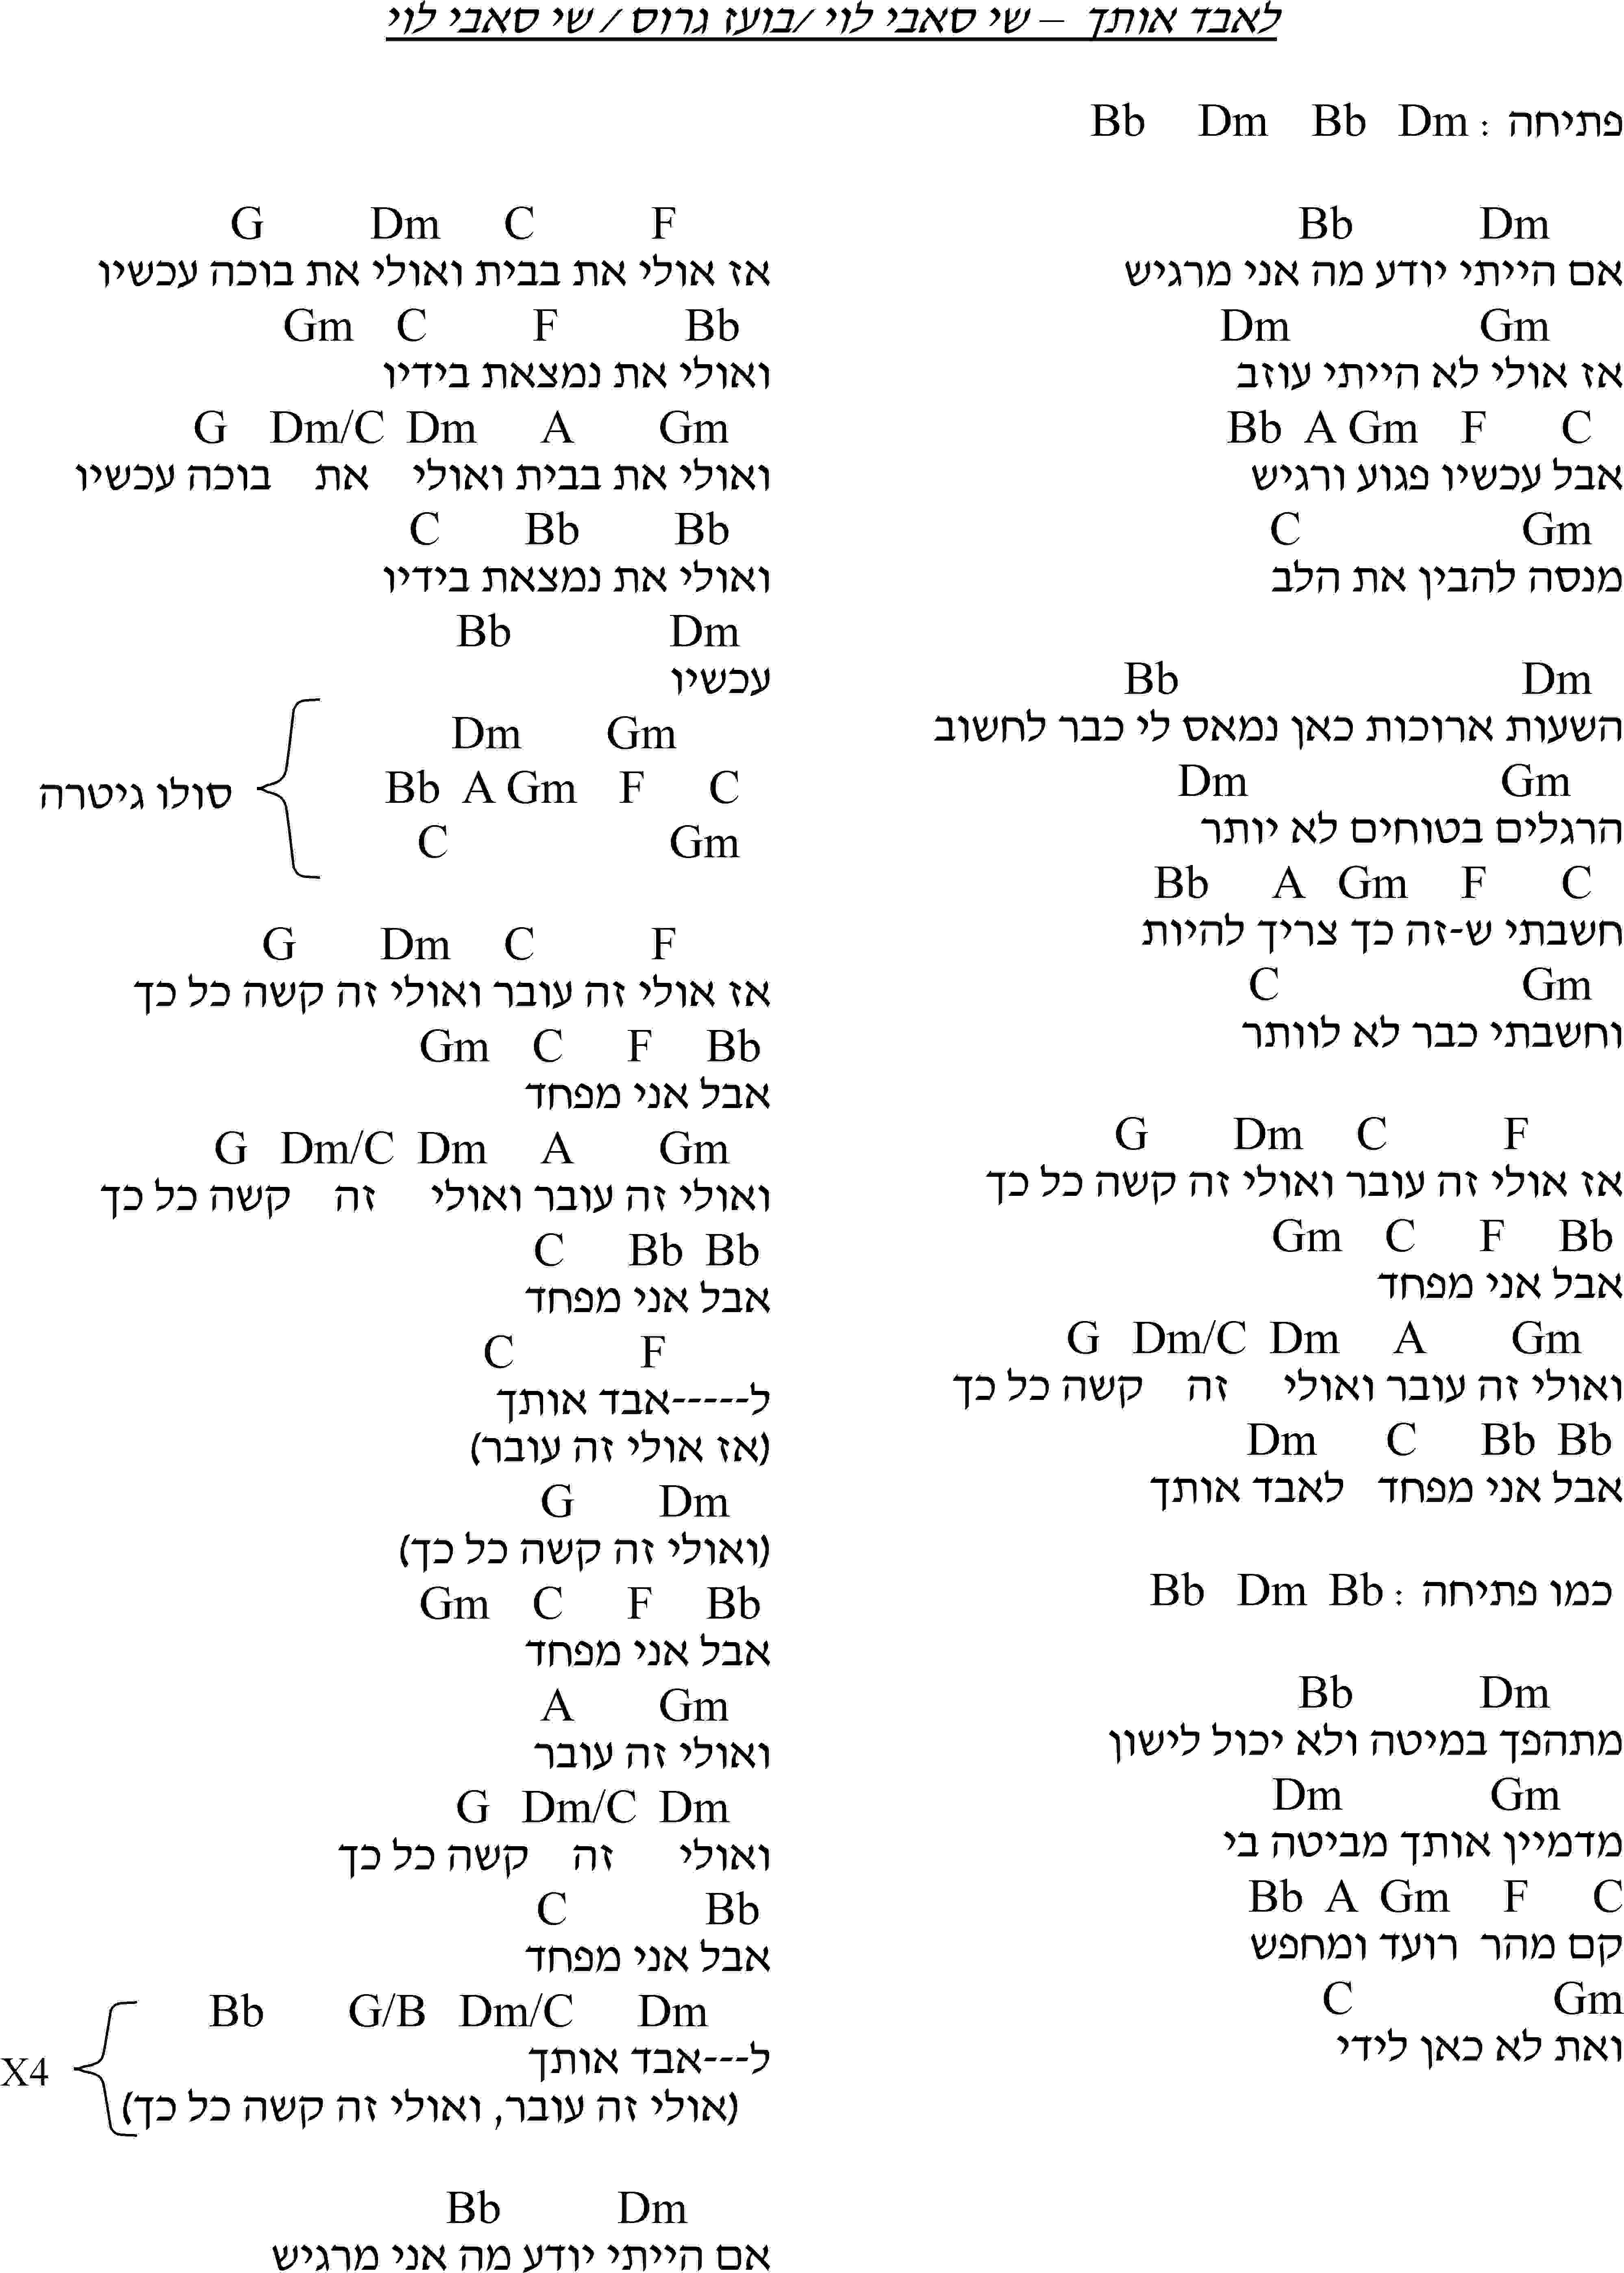 לאבד אותך – שי סאבי לוי /בועז גרוס / שי סאבי לוי
פתיחה : Bb Dm Bb Dm
Bb Dm
אם הייתי יודע מה אני מרגיש
Dm Gm
אז אולי לא הייתי עוזב
Bb A Gm F C
אבל עכשיו פגוע ורגיש
C Gm
מנסה להבין את הלב
Bb Dm
השעות ארוכות כאן נמאס לי כבר לחשוב
Dm Gm
הרגלים בטוחים לא יותר
Bb A Gm F C
חשבתי ש-זה כך צריך להיות
C Gm
וחשבתי כבר לא לוותר
G Dm C F
אז אולי זה עובר ואולי זה קשה כל כך
Gm C F Bb
אבל אני מפחד
G Dm/C Dm A Gm
ואולי זה עובר ואולי זה קשה כל כך
Dm C Bb Bb
אבל אני מפחד לאבד אותך
כמו פתיחה : Bb Dm Bb
Bb Dm
מתהפך במיטה ולא יכול לישון
Dm Gm
מדמיין אותך מביטה בי
Bb A Gm F C
קם מהר רועד ומחפש
C Gm
ואת לא כאן לידי
G Dm C F
אז אולי את בבית ואולי את בוכה עכשיו
Gm C F Bb
ואולי את נמצאת בידיו
G Dm/C Dm A Gm
ואולי את בבית ואולי את בוכה עכשיו
C Bb Bb
ואולי את נמצאת בידיו
Bb Dm
עכשיו
Dm Gm
סולו גיטרה Bb A Gm F C
C Gm
G Dm C F
אז אולי זה עובר ואולי זה קשה כל כך
Gm C F Bb
אבל אני מפחד
G Dm/C Dm A Gm
ואולי זה עובר ואולי זה קשה כל כך
C Bb Bb
אבל אני מפחד
C F
ל-----אבד אותך
(אז אולי זה עובר)
G Dm
(ואולי זה קשה כל כך)
Gm C F Bb
אבל אני מפחד
A Gm
ואולי זה עובר
G Dm/C Dm
ואולי זה קשה כל כך
C Bb
אבל אני מפחד
Bb G/B Dm/C Dm
X4 ל---אבד אותך
(אולי זה עובר, ואולי זה קשה כל כך)
Bb Dm
אם הייתי יודע מה אני מרגיש